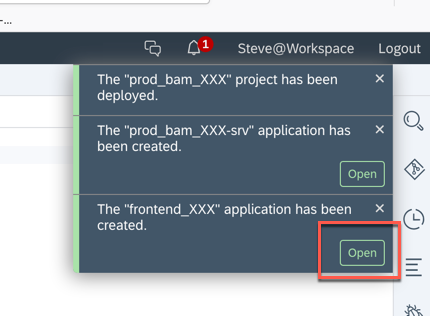 -...
1
Steve@Workspace
Logout
The "prod_bam_XXX" project has been
deployed.
The "prod_bam_XXX-srv" application has
been created.
Open
The "frontend_XXX" application has been
created.
Open